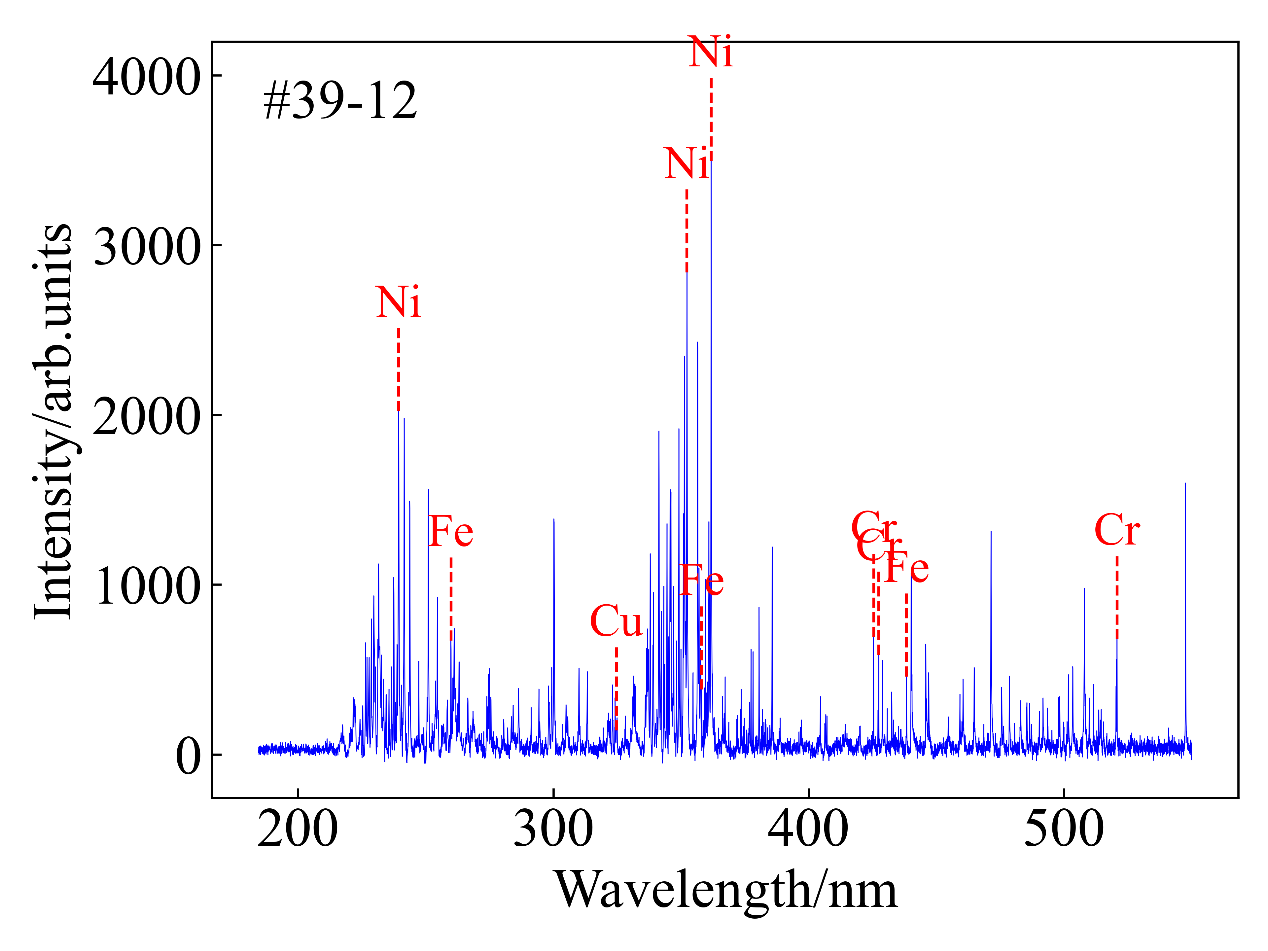 Ni
4000
#39-12
Ni
3000
Ni
2000
Fe
Cr
Cr
Cr
Fe
1000
Fe
Cu
0
200
300
400
500
Wavelength/nm
Intensity/arb.units